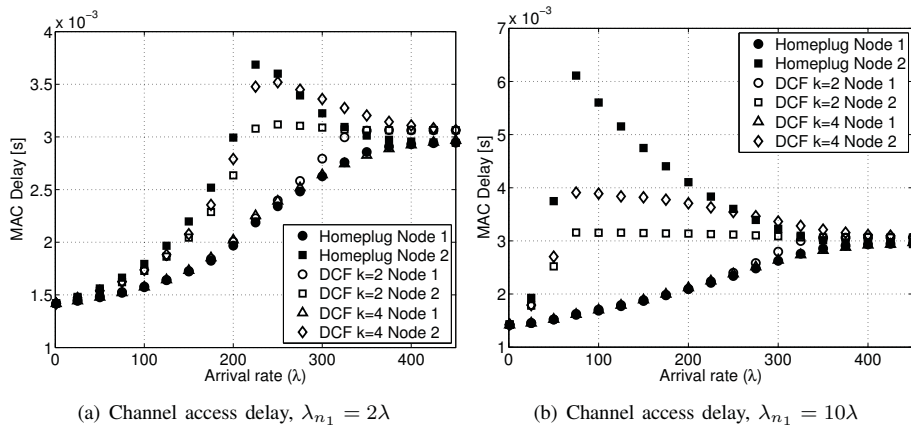 x 10⁻³
4
3.5
3
2.5
2
1.5
1
MAC Delay [s]
0 100 200 300 400
Arrival rate (λ)
Homeplug Node 1
Homeplug Node 2
DCF k=2 Node 1
DCF k=2 Node 2
DCF k=4 Node 1
DCF k=4 Node 2
(a) Channel access delay, λₙ₁ = 2λ
x 10⁻³
7
6
5
4
3
2
1
MAC Delay [s]
0 100 200 300 400
Arrival rate (λ)
Homeplug Node 1
Homeplug Node 2
DCF k=2 Node 1
DCF k=2 Node 2
DCF k=4 Node 1
DCF k=4 Node 2
(b) Channel access delay, λₙ₁ = 10λ